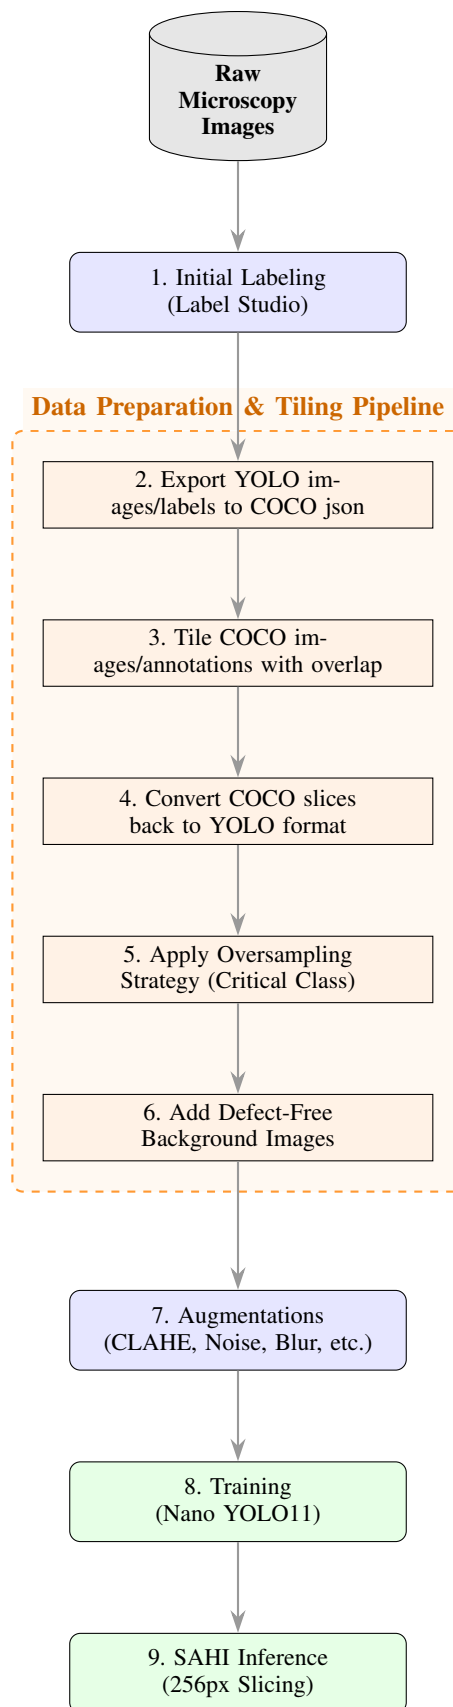 Raw
Microscopy
Images
1. Initial Labeling
(Label Studio)
Data Preparation & Tiling Pipeline
2. Export YOLO im-
ages/labels to COCO json
3. Tile COCO im-
ages/annotations with overlap
4. Convert COCO slices
back to YOLO format
5. Apply Oversampling
Strategy (Critical Class)
6. Add Defect-Free
Background Images
7. Augmentations
(CLAHE, Noise, Blur, etc.)
8. Training
(Nano YOLO11)
9. SAHI Inference
(256px Slicing)